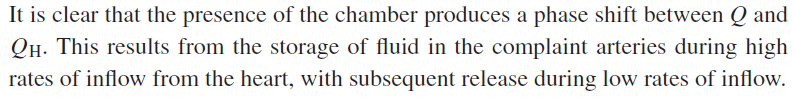 It is clear that the presence of the chamber produces a phase shift between Q and
QH. This results from the storage of fluid in the complaint arteries during high
rates of inflow from the heart, with subsequent release during low rates of inflow.